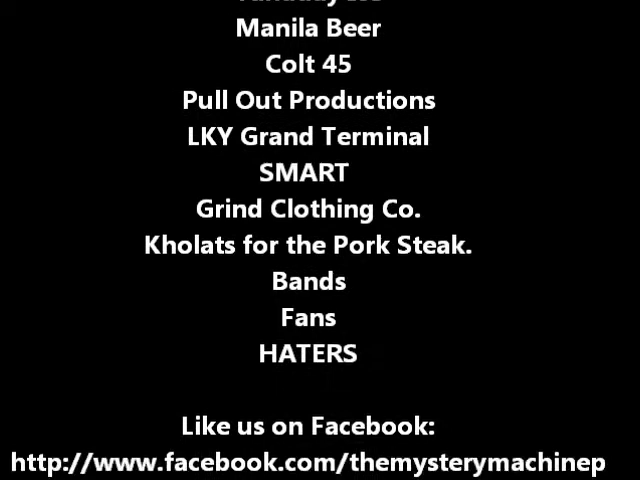 Manila Beer
Colt 45
Pull Out Productions
LKY Grand Terminal
SMART
Grind Clothing Co.
Kholats for the Pork Steak.
Bands
Fans
HATERS
Like us on Facebook:
http://www.facebook.com/themysterymachinep